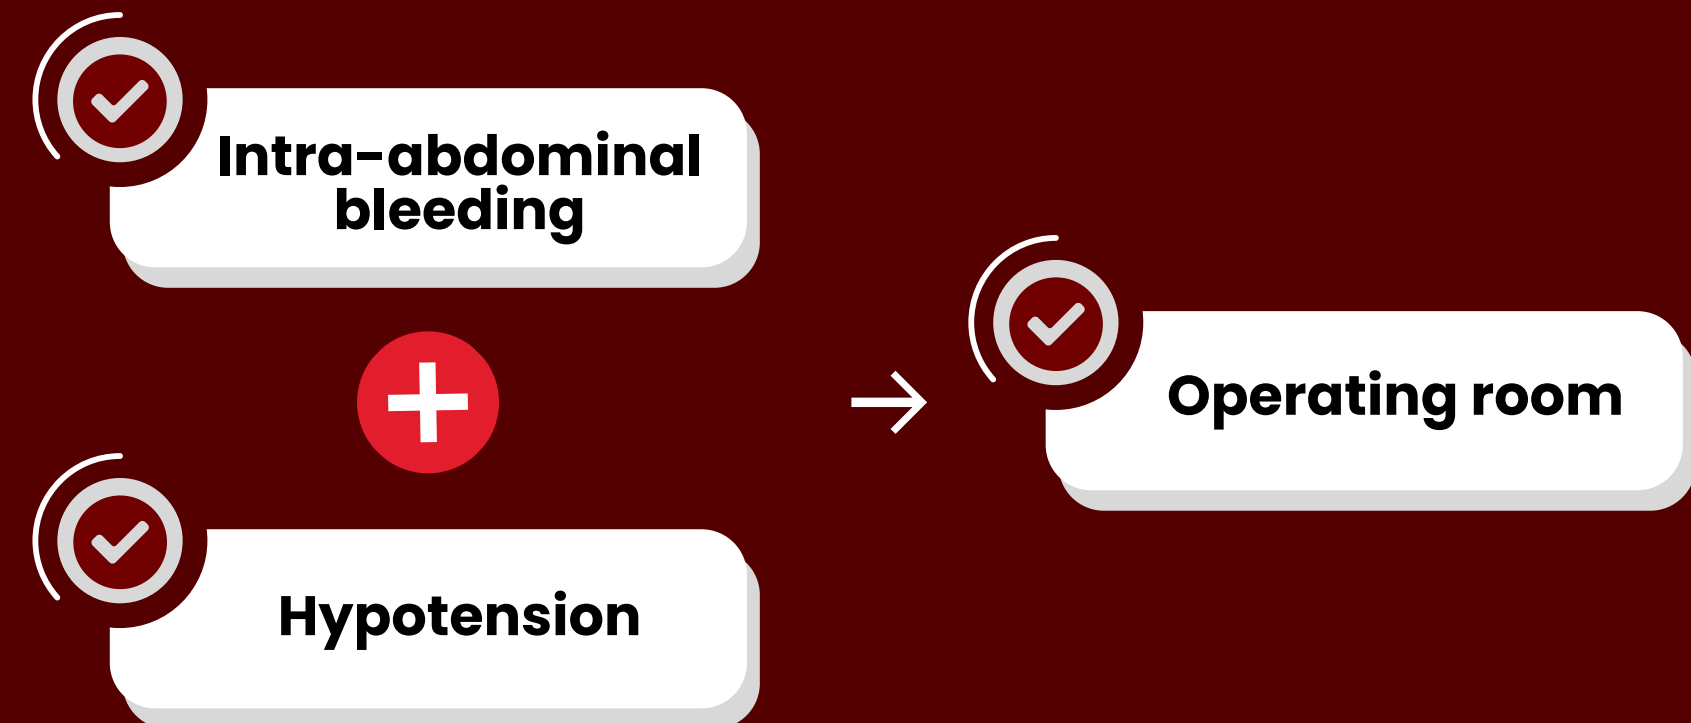 Intra-abdominal
bleeding
Hypotension
Operating room